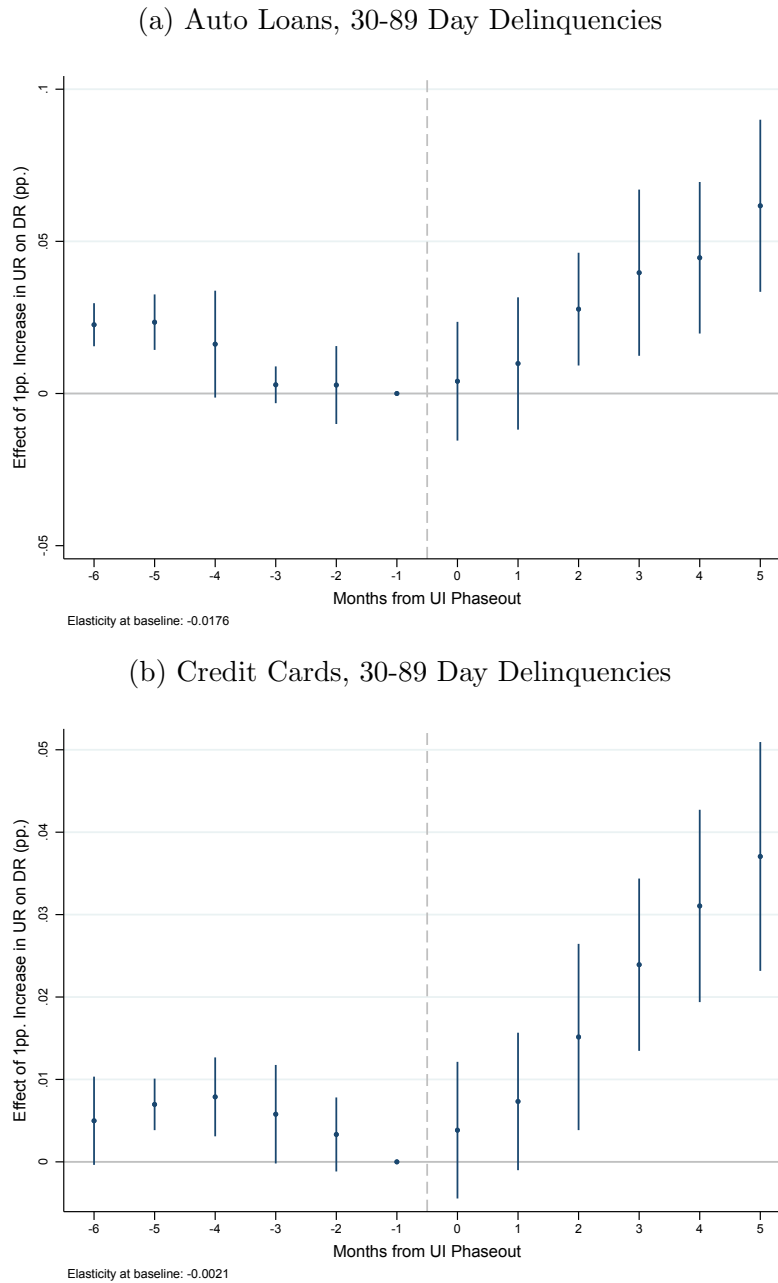 (a) Auto Loans, 30-89 Day Delinquencies
Effect of 1pp. Increase in UR on DR (pp.)
.1
.05
0
-.05
-6 -5 -4 -3 -2 -1 0 1 2 3 4 5
Months from UI Phaseout
Elasticity at baseline: -0.0176
(b) Credit Cards, 30-89 Day Delinquencies
Effect of 1pp. Increase in UR on DR (pp.)
.05
.04
.03
.02
.01
0
-6 -5 -4 -3 -2 -1 0 1 2 3 4 5
Months from UI Phaseout
Elasticity at baseline: -0.0021